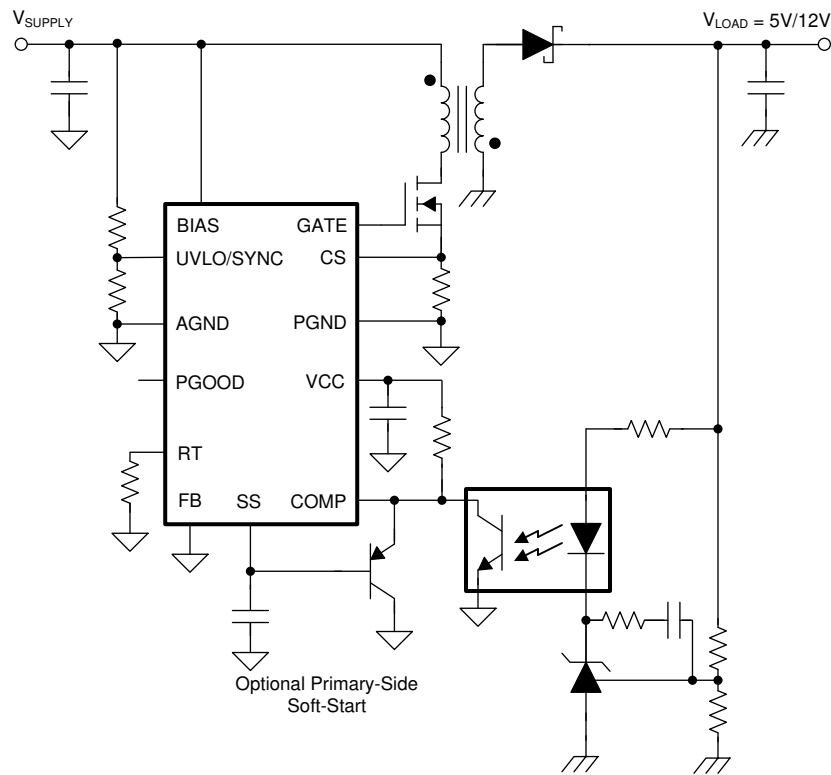 VSUPPLY
VLOAD = 5V/12V
BIAS
GATE
UVLO/SYNC
CS
AGND
PGND
PGOOD
VCC
RT
FB
SS
COMP
Optional Primary-Side
Soft-Start